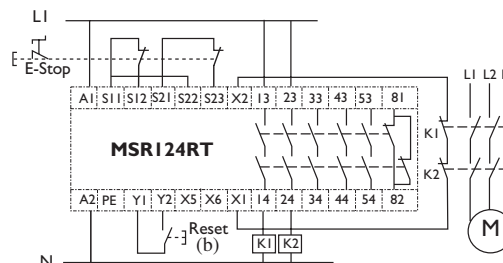 L1
E-Stop
A1 S11 S12 S21 S22 S23 X2 13 23 33 43 53 81
L1 L2
K1
MSR124RT
K2
A2 PE Y1 Y2 X5 X6 X1 14 24 34 44 54 82
Reset
(b)
K1 K2
M
N